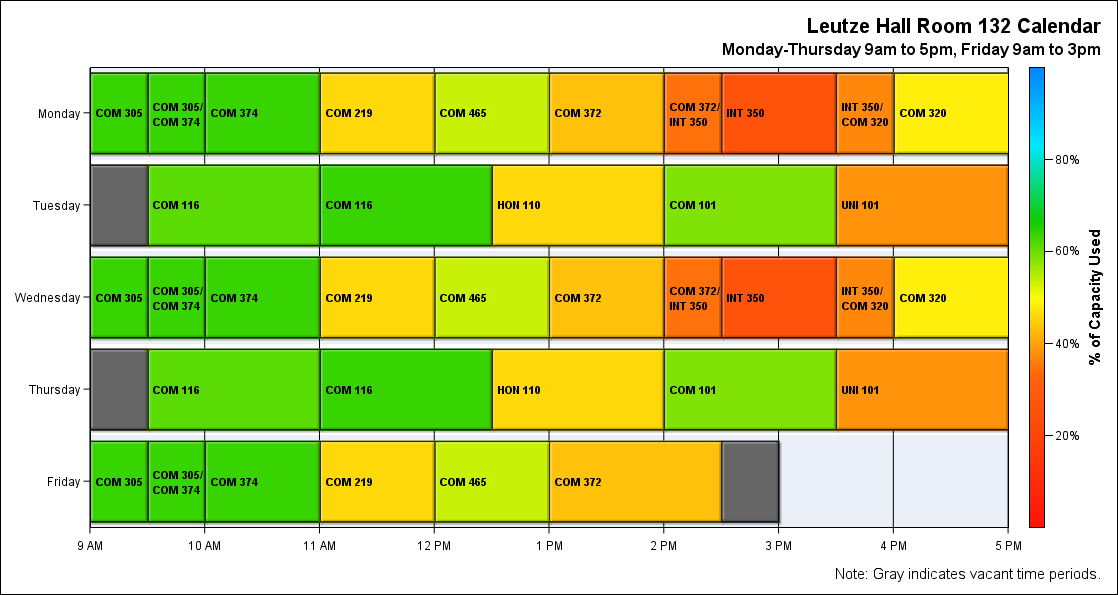 Leutze Hall Room 132 Calendar
Monday-Thursday 9am to 5pm, Friday 9am to 3pm
Monday
COM 305
COM 305/
COM 374
COM 374
COM 219
COM 465
COM 372
COM 372/
INT 350
INT 350
INT 350/
COM 320
COM 320
Tuesday
COM 116
COM 116
HON 110
COM 101
UNI 101
Wednesday
COM 305
COM 305/
COM 374
COM 374
COM 219
COM 465
COM 372
COM 372/
INT 350
INT 350
INT 350/
COM 320
COM 320
Thursday
COM 116
COM 116
HON 110
COM 101
UNI 101
Friday
COM 305
COM 305/
COM 374
COM 374
COM 219
COM 465
COM 372
9 AM
10 AM
11 AM
12 PM
1 PM
2 PM
3 PM
4 PM
5 PM
80%
60%
40%
20%
% of Capacity Used
Note: Gray indicates vacant time periods.